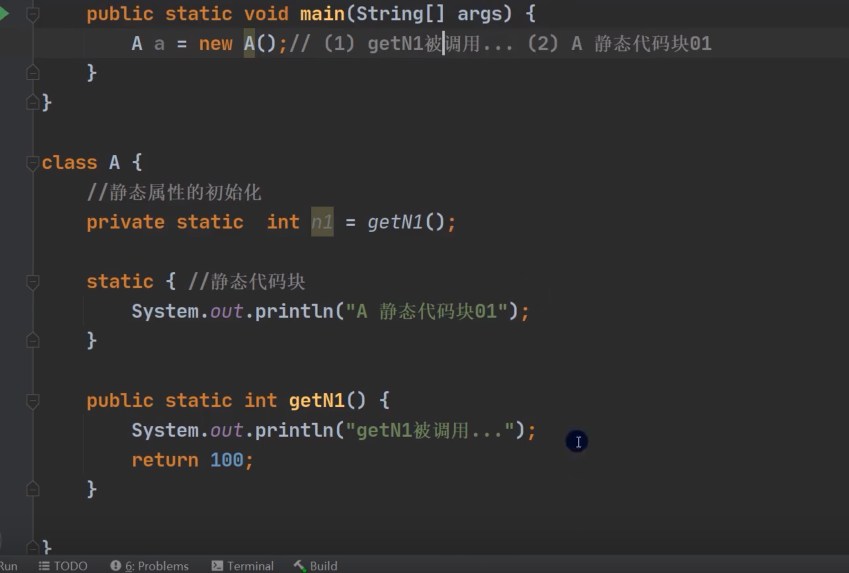 public static void main(String[] args) {
A a = new A();// (1) getN1被调用... (2) A 静态代码块01
}
}
class A {
//静态属性的初始化
private static  int n1 = getN1();
static { //静态代码块
System.out.println("A 静态代码块01");
}
public static int getN1() {
System.out.println("getN1被调用...");
return 100;
}
}
Run TODO 6: Problems Terminal Build